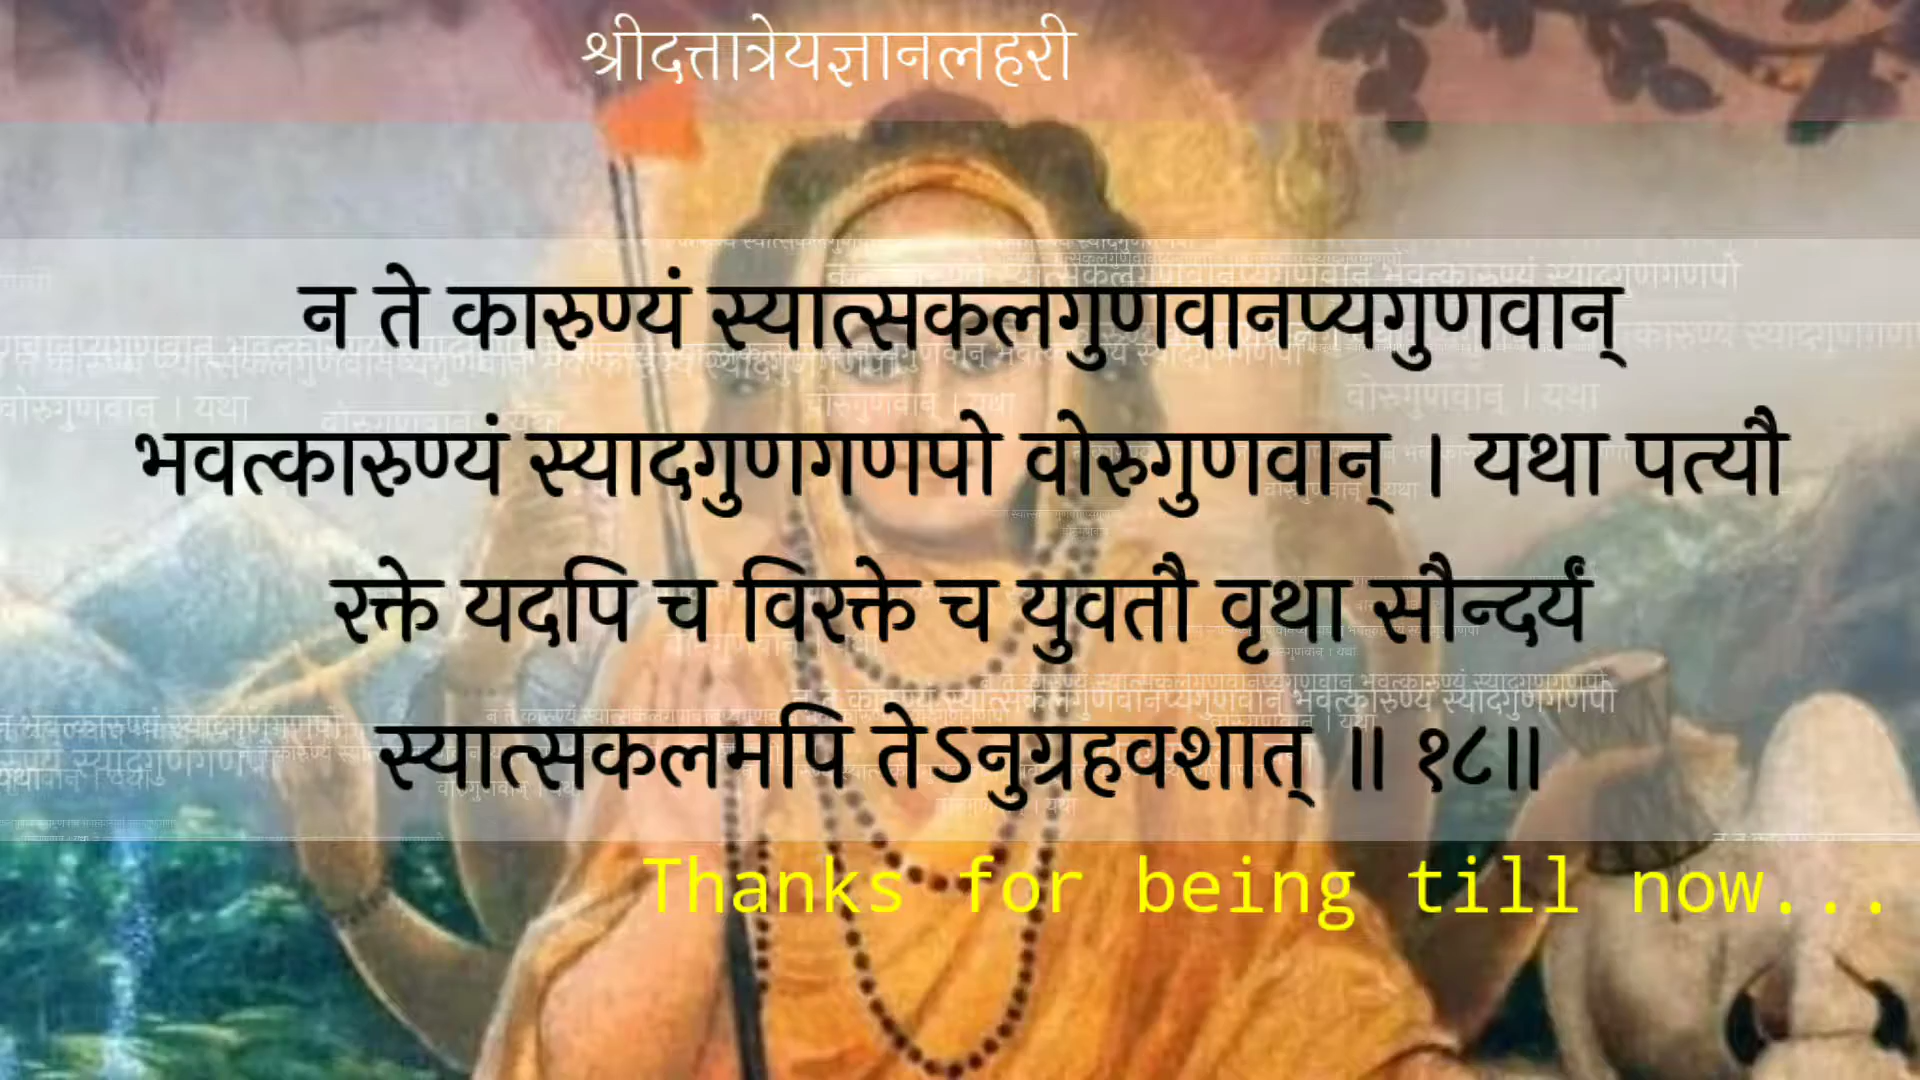 श्रीदत्तात्रेयज्ञानलहरी
न ते कारुण्यं स्यात्सकलगुणवानप्यगुणवान्
भवत्कारुण्यं स्यादगुणगणपो वोरुगुणवान् । यथा पत्यौ
रक्ते यदपि च विरक्ते च युवतौ वृथा सौन्दर्यं
स्यात्सकलमपि तेऽनुग्रहवशात् ॥ १८॥
Thanks for being till now...